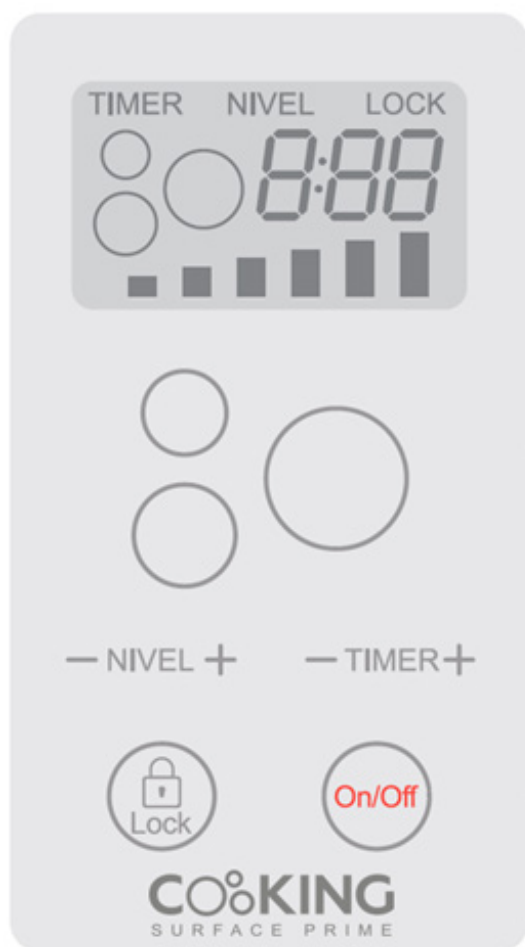 TIMER NIVEL LOCK
8:88
— NIVEL + — TIMER +
Lock On/Off
COOKING
SURFACE PRIME